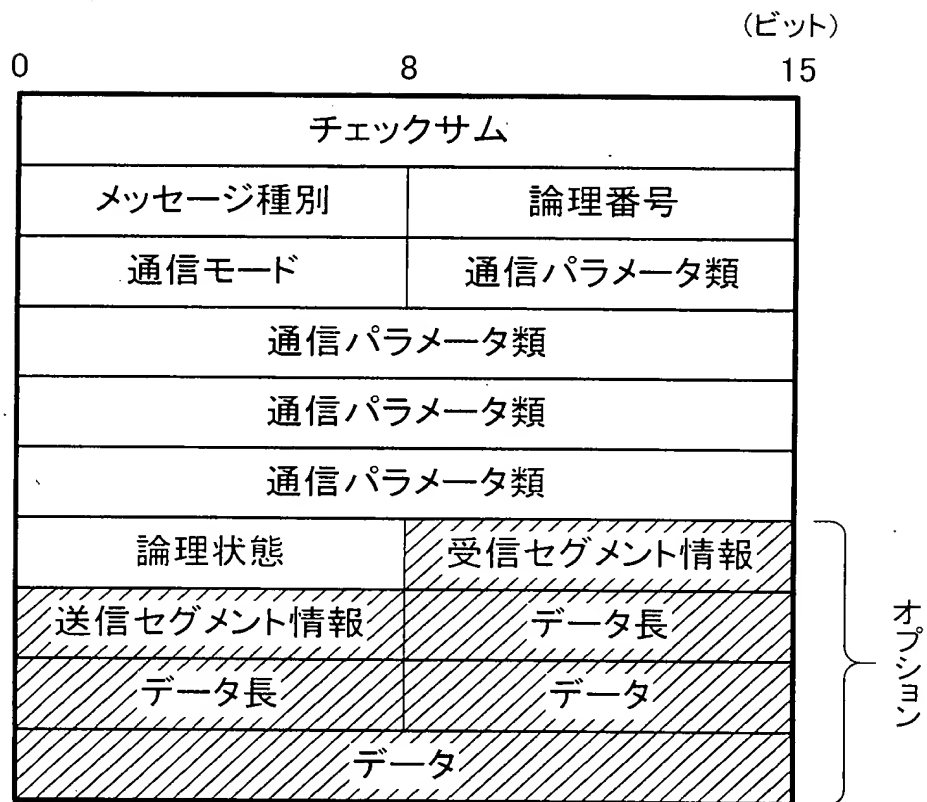 (ビット)
0 8 15
チェックサム
メッセージ種別 論理番号
通信モード 通信パラメータ類
通信パラメータ類
通信パラメータ類
通信パラメータ類
論理状態 受信セグメント情報
送信セグメント情報 データ長
データ長 データ
データ
オプション